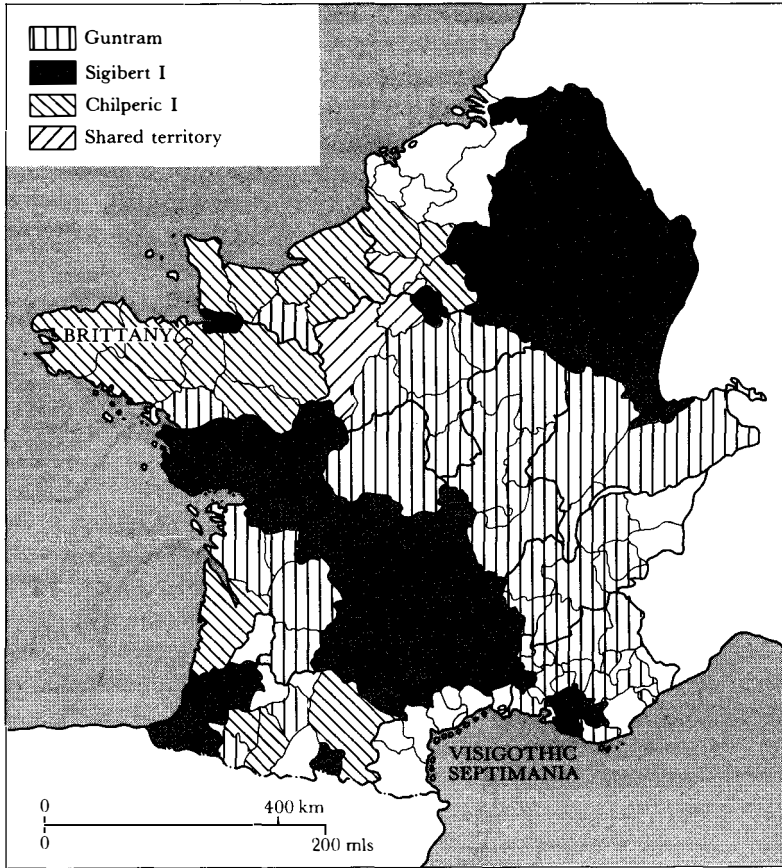 Guntram
Sigibert I
Chilperic I
Shared territory
BRITTANY
VISIGOTHIC
SEPTIMANIA
0 400 km
0 200 mls